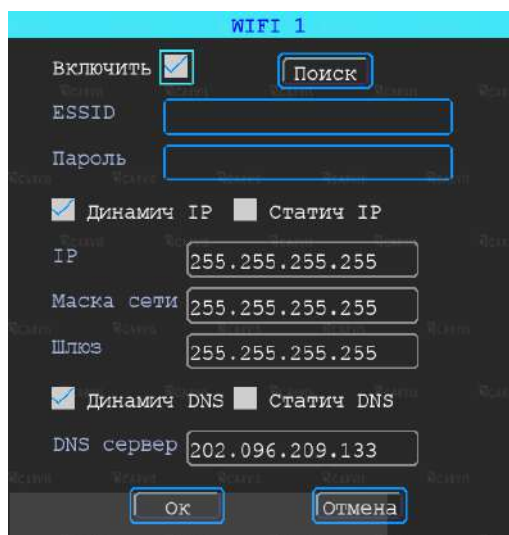 WIFI 1
Включить Поиск
ESSID
Пароль
Динамич IP Статич IP
IP 255.255.255.255
Маска сети 255.255.255.255
Шлюз 255.255.255.255
Динамич DNS Статич DNS
DNS сервер 202.096.209.133
Ок Отмена